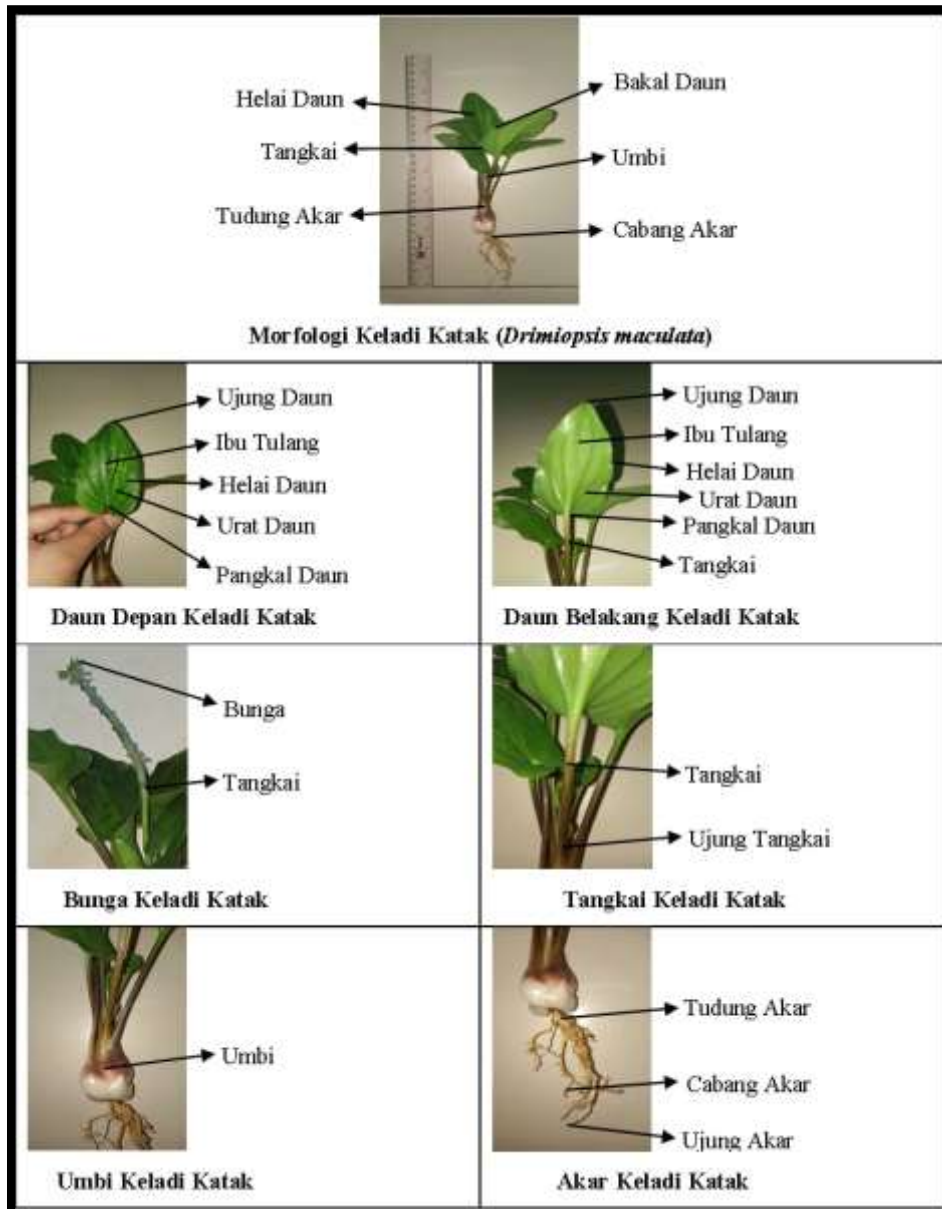 Helai Daun
Bakal Daun
Tangkai
Umbi
Tudung Akar
Cabang Akar
Morfologi Keladi Katak (Drimiopsis maculata)
Ujung Daun
Ibu Tulang
Helai Daun
Urat Daun
Pangkal Daun
Daun Depan Keladi Katak
Ujung Daun
Ibu Tulang
Helai Daun
Urat Daun
Pangkal Daun
Tangkai
Daun Belakang Keladi Katak
Bunga
Tangkai
Bunga Keladi Katak
Tangkai
Ujung Tangkai
Tangkai Keladi Katak
Umbi
Umbi Keladi Katak
Tudung Akar
Cabang Akar
Ujung Akar
Akar Keladi Katak